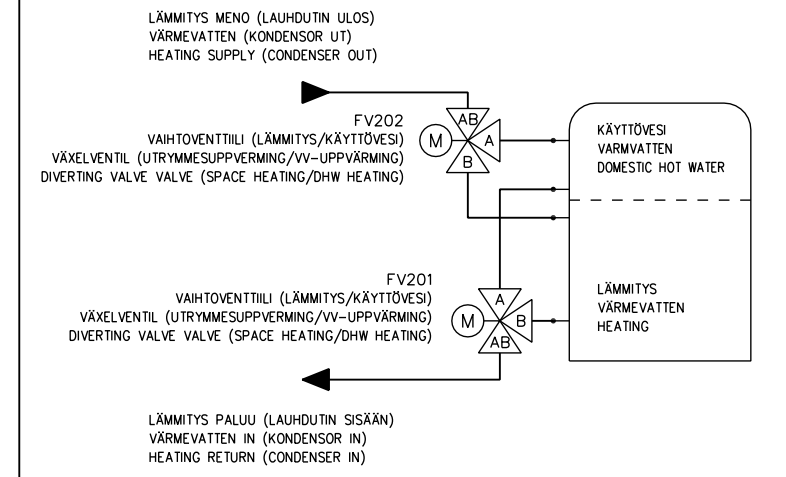 LÄMMITYS MENO (LAUHDUTIN ULOS)
VÄRMEVATTEN (KONDENSOR UT)
HEATING SUPPLY (CONDENSER OUT)
FV202
VAIHTOVENTTIILI (LÄMMITYS/KÄYTTÖVESI)
VÄXELVENTIL (UTRYMMESUPPVERMING/VV-UPPVÄRMING)
DIVERTING VALVE VALVE (SPACE HEATING/DHW HEATING)
M
AB
A
B
KÄYTTÖVESI
VARMVATTEN
DOMESTIC HOT WATER
FV201
VAIHTOVENTTIILI (LÄMMITYS/KÄYTTÖVESI)
VÄXELVENTIL (UTRYMMESUPPVERMING/VV-UPPVÄRMING)
DIVERTING VALVE VALVE (SPACE HEATING/DHW HEATING)
M
A
B
AB
LÄMMITYS
VÄRMEVATTEN
HEATING
LÄMMITYS PALUU (LAUHDUTIN SISÄÄN)
VÄRMEVATTEN IN (KONDENSOR IN)
HEATING RETURN (CONDENSER IN)